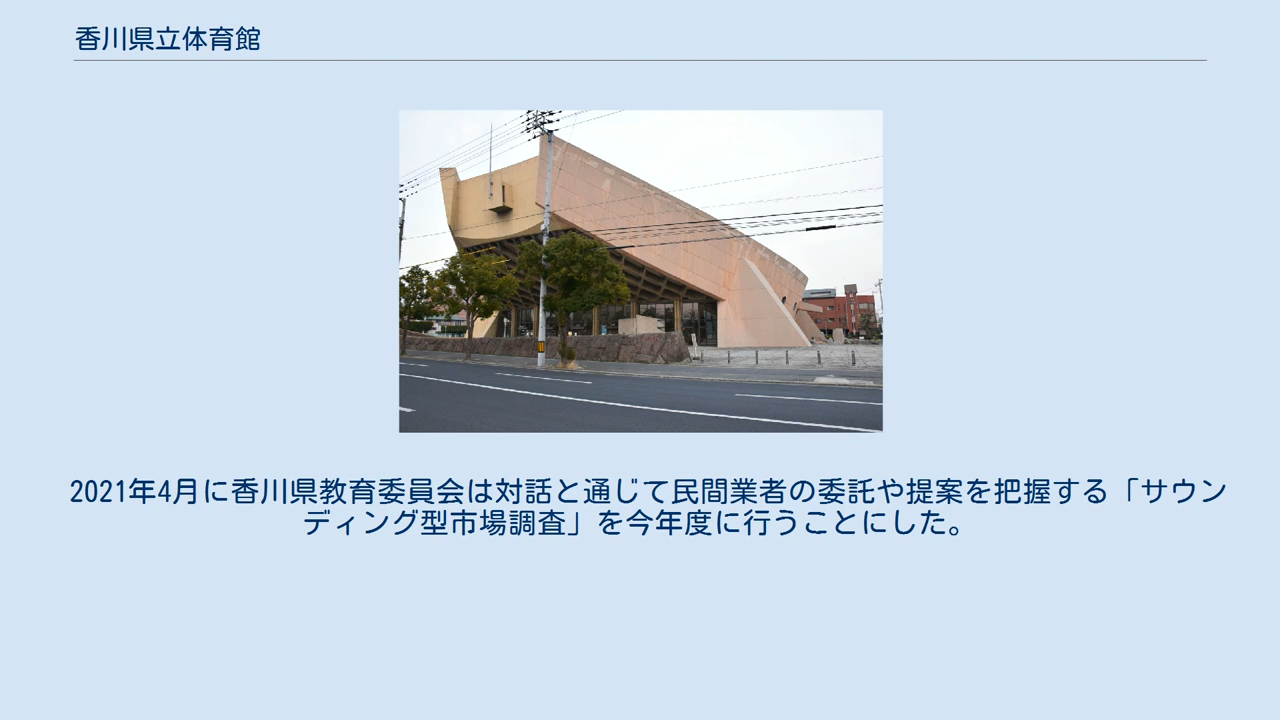 香川県立体育館
2021年4月に香川県教育委員会は対話と通じて民間業者の委託や提案を把握する「サウン
ディング型市場調査」を今年度に行うことにした。